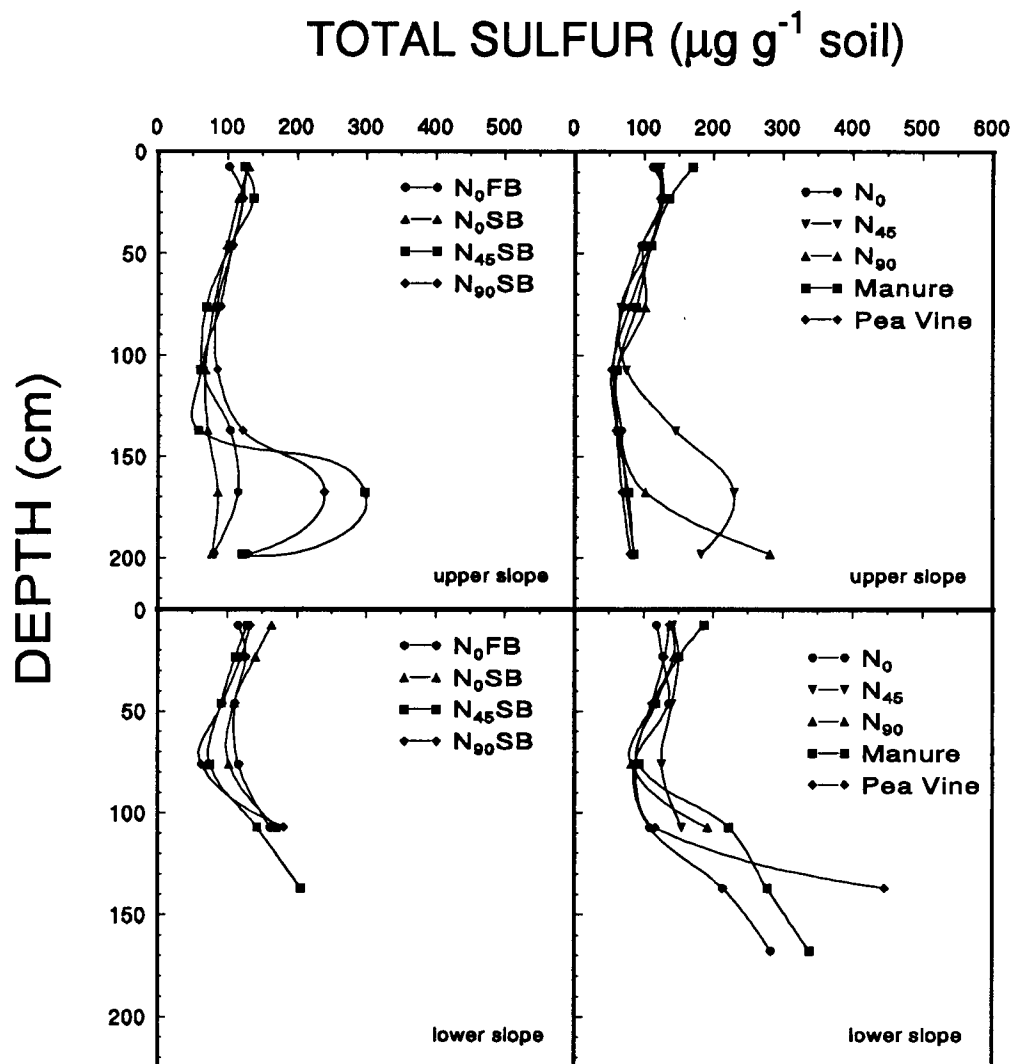 TOTAL SULFUR (μg g⁻¹ soil)
0 100 200 300 400 500 0 100 200 300 400 500 600
DEPTH (cm)
0
50
100
150
200
N₀FB
N₀SB
N₄₅SB
N₉₀SB
upper slope
N₀
N₄₅
N₉₀
Manure
Pea Vine
upper slope
0
50
100
150
200
N₀FB
N₀SB
N₄₅SB
N₉₀SB
lower slope
N₀
N₄₅
N₉₀
Manure
Pea Vine
lower slope